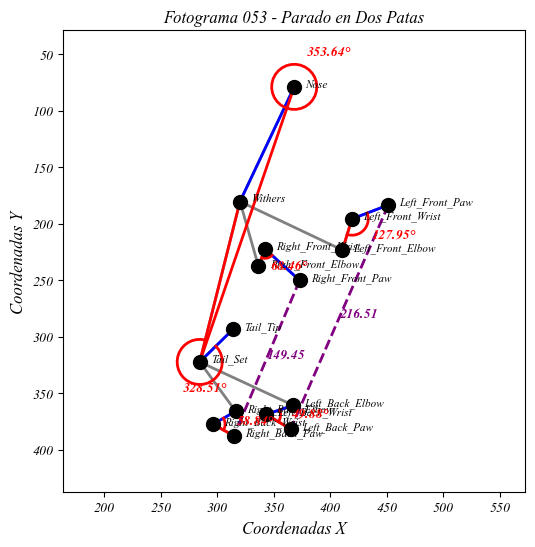 Fotograma 053 - Parado en Dos Patas
353.64°
Nose
Withers
Left_Front_Paw
Left_Front_Wrist
127.95°
Right_Front_Wrist
Left_Front_Elbow
Right_Front_Elbow
Right_Front_Paw
216.51
Tail_Tip
149.45
Tail_Set
328.51°
Left_Back_Elbow
Left_Back_Paw
Right_Back_Paw
Coordenadas X
Coordenadas Y
50
100
150
200
250
300
350
400
200
250
300
350
400
450
500
550